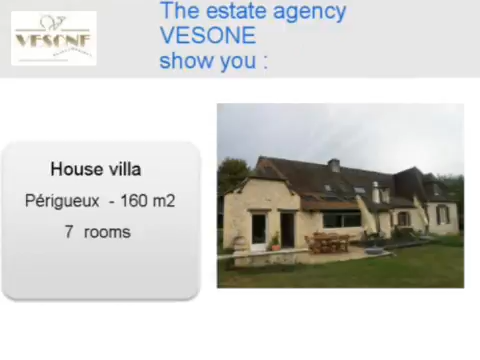 VESONE
The estate agency
VESONE
show you :
House villa
Périgueux - 160 m2
7 rooms